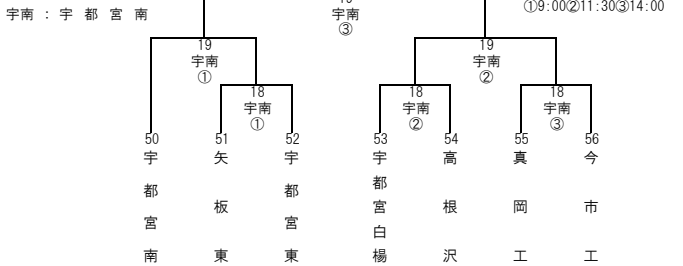 宇南 : 宇 都 宮 南
宇南
③
①9:00②11:30③14:00
19
宇南
①
19
宇南
②
18
宇南
①
18
宇南
②
18
宇南
③
50
宇都宮南
51
矢板東
52
宇都宮東
53
宇都宮白楊
54
高根沢
55
真岡工
56
今市工